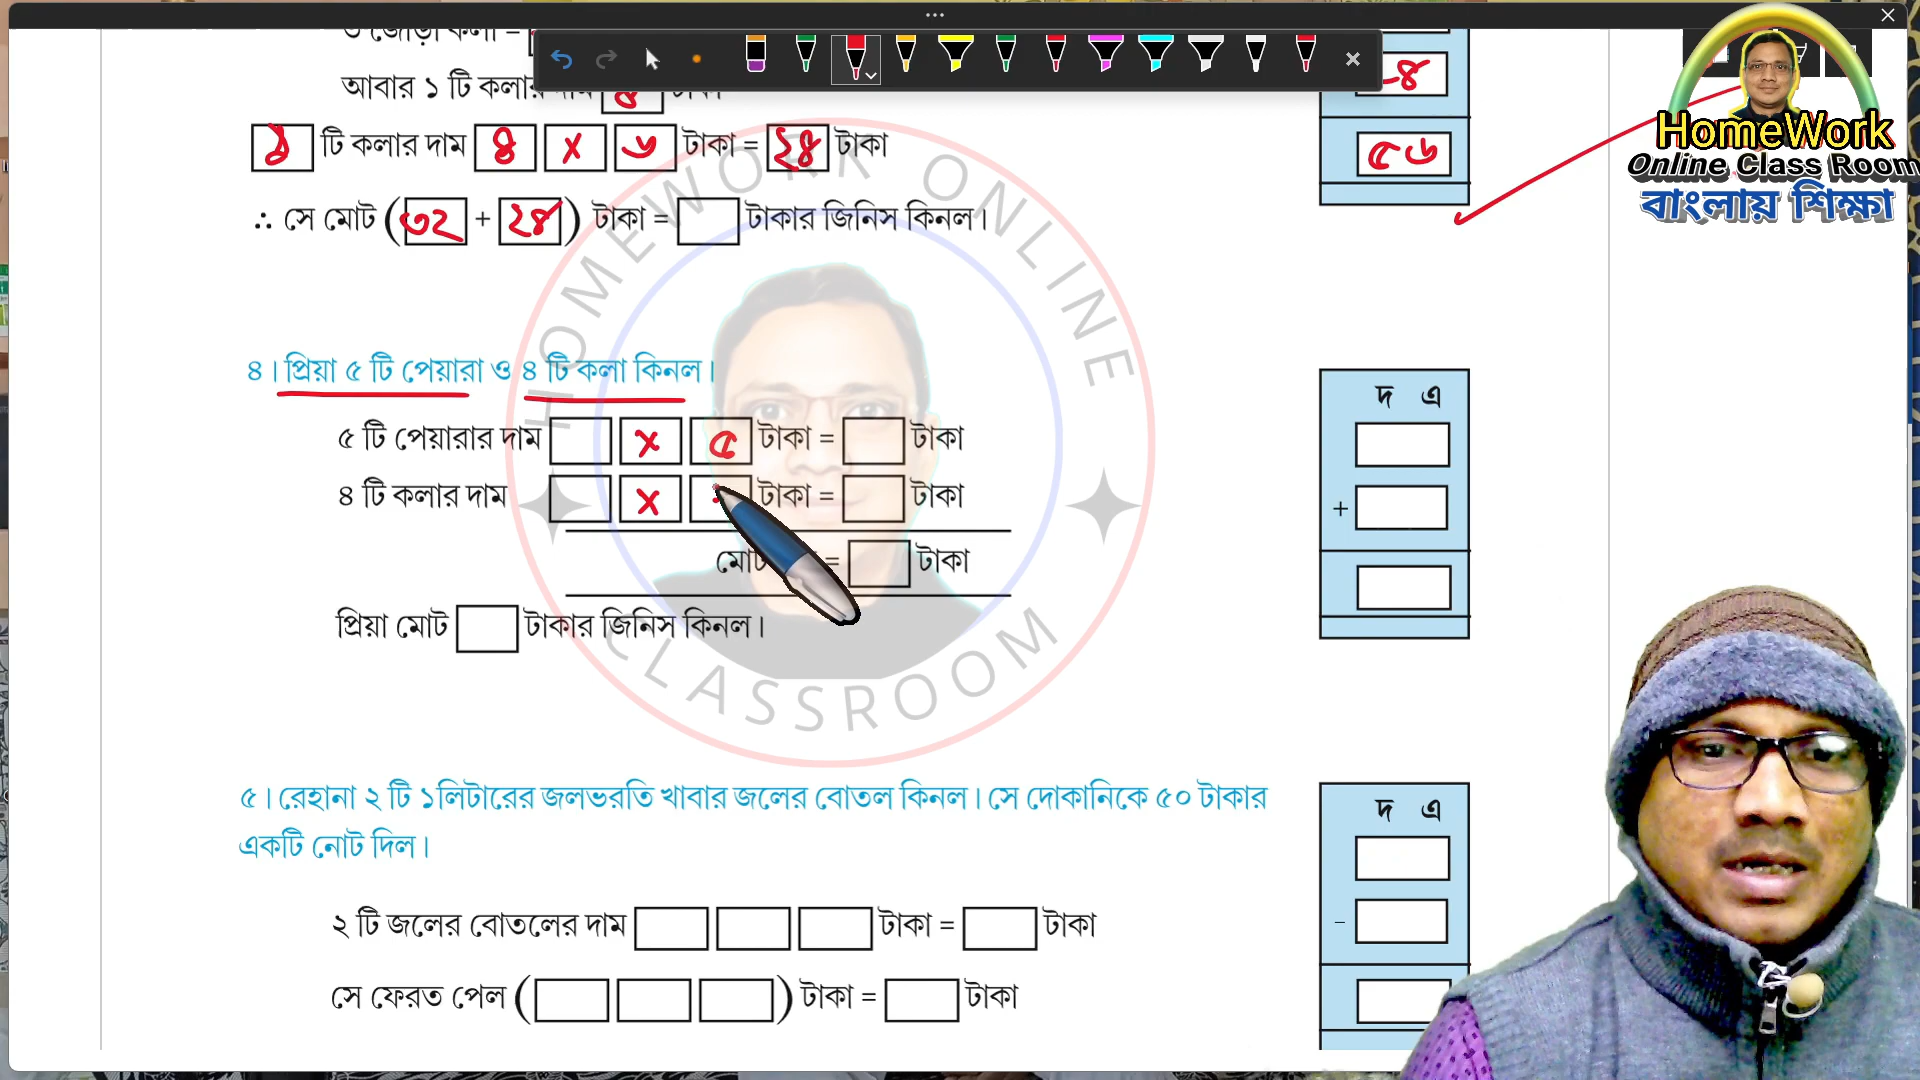 আবার ১ টি কলার
৪ টি কলার দাম ৪ × ৬ টাকা = ২৪ টাকা
∴ সে মোট (৩২ + ২৪) টাকা = টাকার জিনিস কিনল।
-৪
৫৬
HomeWork
Online Class Room
বাংলায় শিক্ষা
HOMEWORK ONLINE
CLASSROOM
৪। প্রিয়া ৫ টি পেয়ারা ও ৪ টি কলা কিনল।
৫ টি পেয়ারার দাম × ৫ টাকা = টাকা
৪ টি কলার দাম × টাকা = টাকা
মোট = টাকা
প্রিয়া মোট টাকার জিনিস কিনল।
দ এ
+
৫। রেহানা ২ টি ১লিটারের জলভরতি খাবার জলের বোতল কিনল। সে দোকানিকে ৫০ টাকার
একটি নোট দিল।
২ টি জলের বোতলের দাম টাকা = টাকা
সে ফেরত পেল ( ) টাকা = টাকা
দ এ
-